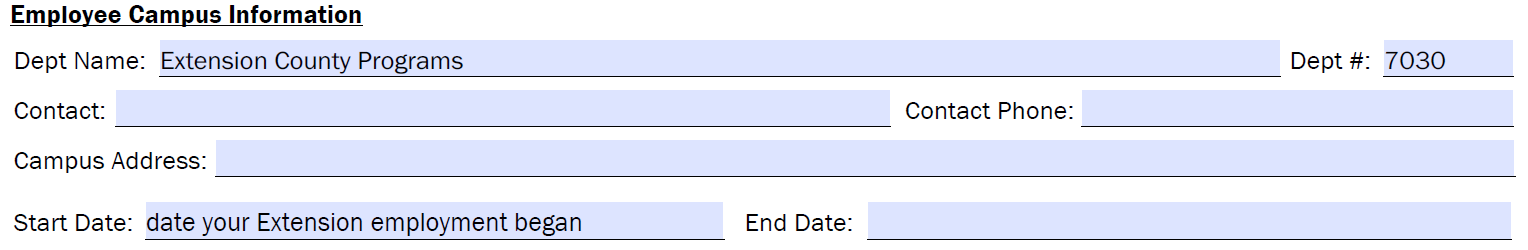 Employee Campus Information
Dept Name: Extension County Programs Dept #: 7030
Contact: Contact Phone:
Campus Address:
Start Date: date your Extension employment began End Date: